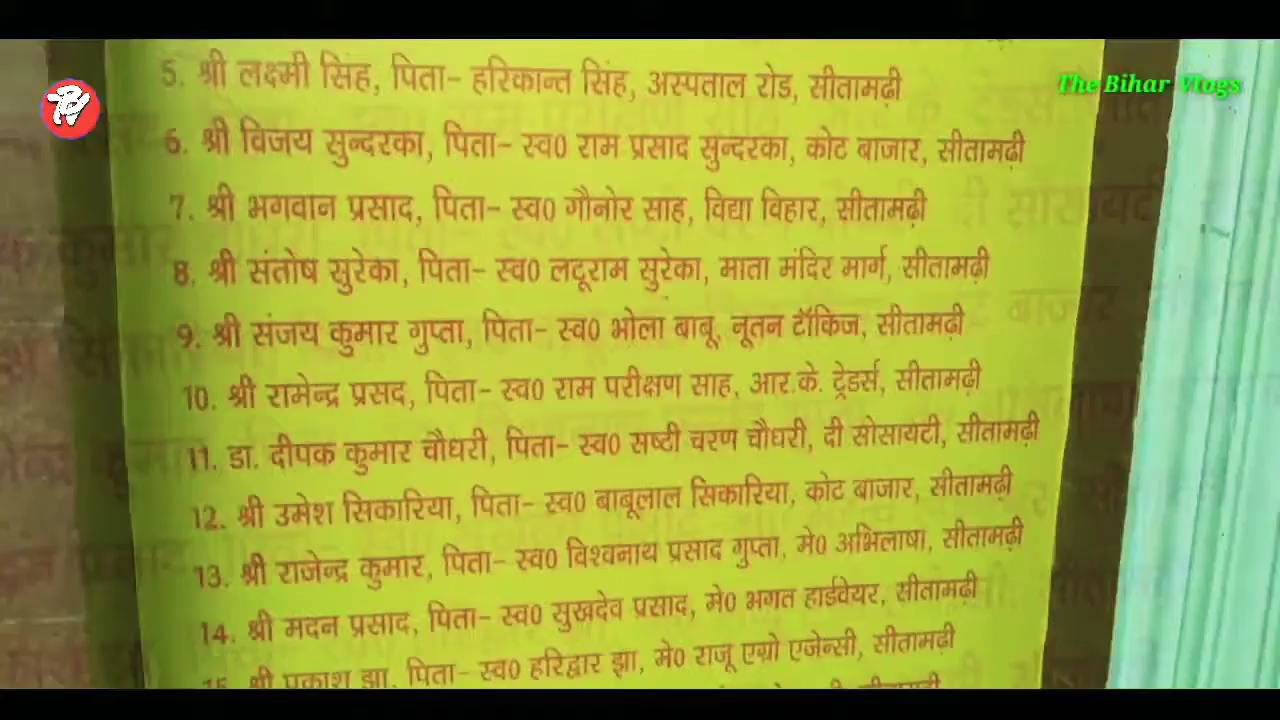 5. श्री लक्ष्मी सिंह, पिता- हरिकान्त सिंह, अस्पताल रोड, सीतामढ़ी
The Bihar Vlogs
6. श्री विजय सुन्दरका, पिता- स्व0 राम प्रसाद सुन्दरका, कोट बाजार, सीतामढ़ी
7. श्री भगवान प्रसाद, पिता- स्व0 गौनोर साह, विद्या विहार, सीतामढ़ी
8. श्री संतोष सुरेका, पिता- स्व0 लदूराम सुरेका, माता मंदिर मार्ग, सीतामढ़ी
9. श्री संजय कुमार गुप्ता, पिता- स्व0 भोला बाबू, नूतन टॉकिज, सीतामढ़ी
10. श्री रामेन्द्र प्रसद, पिता- स्व0 राम परीक्षण साह, आर.के. ट्रेडर्स, सीतामढ़ी
11. डा. दीपक कुमार चौधरी, पिता- स्व0 सष्टी चरण चौधरी, दी सोसायटी, सीतामढ़ी
12. श्री उमेश सिकारिया, पिता- स्व0 बाबूलाल सिकारिया, कोट बाजार, सीतामढ़ी
13. श्री राजेन्द्र कुमार, पिता- स्व0 विश्वनाथ प्रसाद गुप्ता, मे0 अभिलाषा, सीतामढ़ी
14. श्री मदन प्रसाद, पिता- स्व0 सुखदेव प्रसाद, मे0 भगत हार्डवेयर, सीतामढ़ी
15. श्री प्रकाश झा, पिता- स्व0 हरिद्वार झा, मे0 राजू एग्रो एजेन्सी, सीतामढ़ी